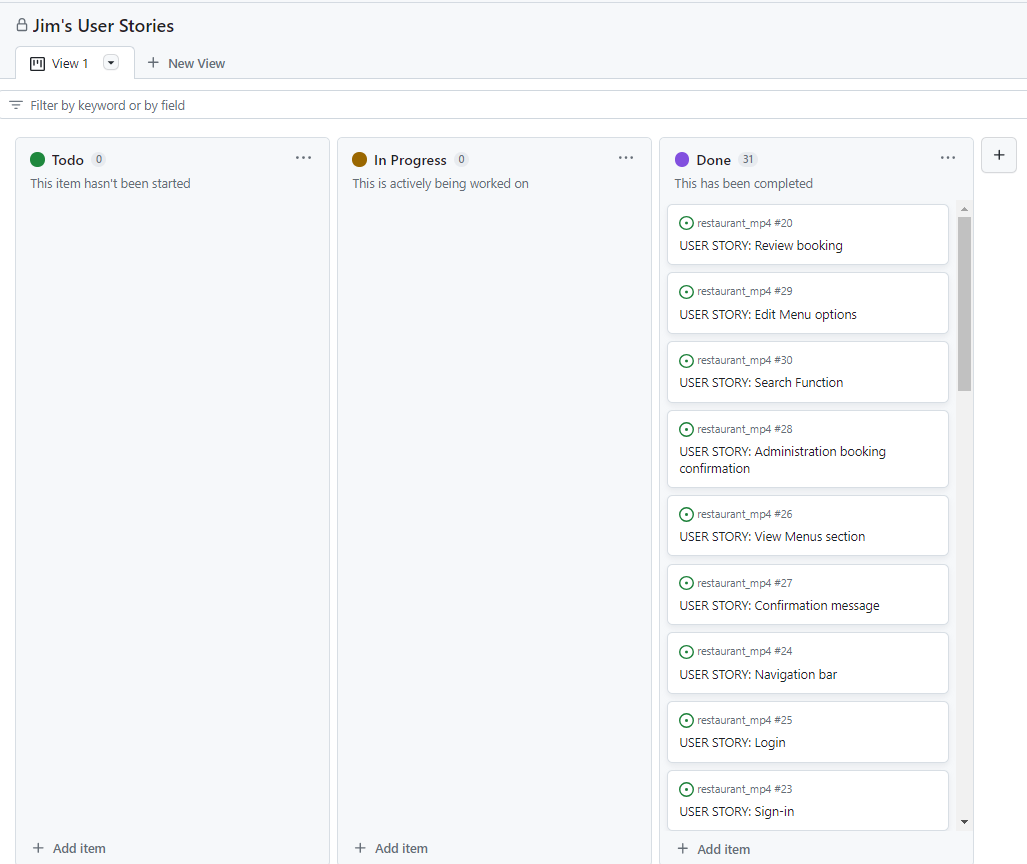 Jim's User Stories
View 1
New View
Filter by keyword or by field
Todo 0
This item hasn't been started
Add item
In Progress 0
This is actively being worked on
Add item
Done 31
This has been completed
restaurant_mp4 #20
USER STORY: Review booking
restaurant_mp4 #29
USER STORY: Edit Menu options
restaurant_mp4 #30
USER STORY: Search Function
restaurant_mp4 #28
USER STORY: Administration booking
confirmation
restaurant_mp4 #26
USER STORY: View Menus section
restaurant_mp4 #27
USER STORY: Confirmation message
restaurant_mp4 #24
USER STORY: Navigation bar
restaurant_mp4 #25
USER STORY: Login
restaurant_mp4 #23
USER STORY: Sign-in
Add item